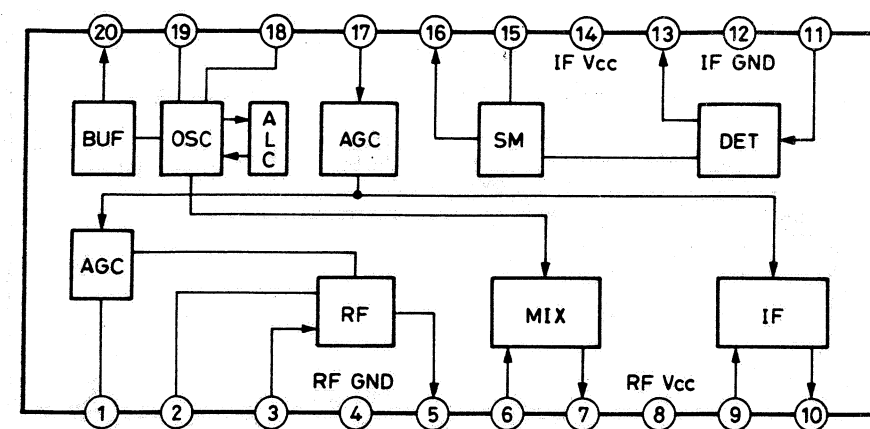 20 19 18 17 16 15 14 13 12 11
IF Vcc IF GND
BUF OSC ALC AGC SM DET
AGC RF MIX IF
RF GND RF Vcc
1 2 3 4 5 6 7 8 9 10